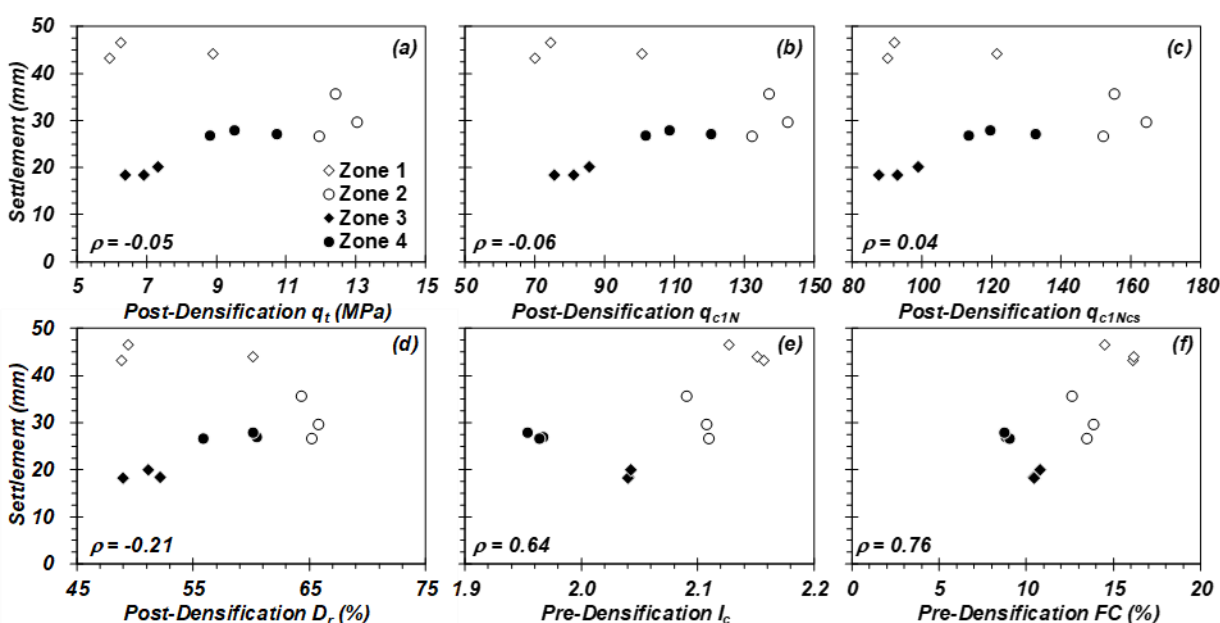 50
40
30
20
10
0
Settlement (mm)
(a)
◇ Zone 1
○ Zone 2
◆ Zone 3
● Zone 4
ρ = -0.05
5 7 9 11 13 15
Post-Densification qt (MPa)
(b)
ρ = -0.06
50 70 90 110 130 150
Post-Densification qc1N
(c)
ρ = 0.04
80 100 120 140 160 180
Post-Densification qc1Ncs
50
40
30
20
10
0
Settlement (mm)
(d)
ρ = -0.21
45 55 65 75
Post-Densification Dr (%)
(e)
ρ = 0.64
1.9 2.0 2.1 2.2
Pre-Densification Ic
(f)
ρ = 0.76
0 5 10 15 20
Pre-Densification FC (%)